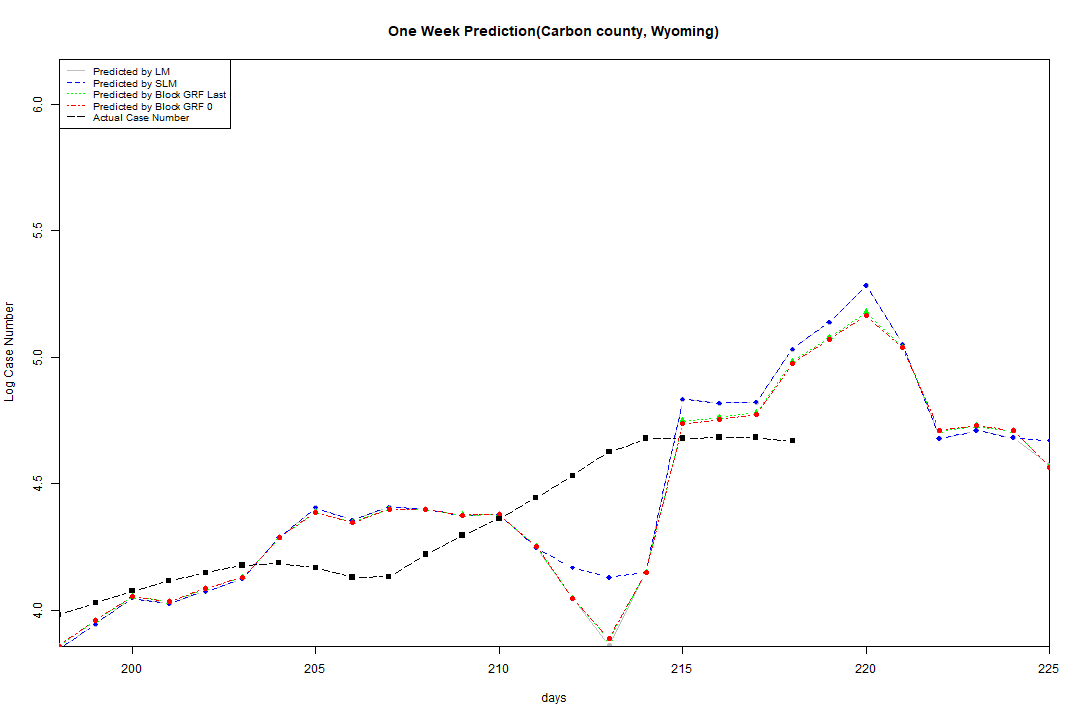 One Week Prediction(Carbon county, Wyoming)
Predicted by LM
Predicted by SLM
Predicted by Block GRF Last
Predicted by Block GRF 0
Actual Case Number
6.0
5.5
5.0
4.5
4.0
Log Case Number
200 205 210 215 220 225
days